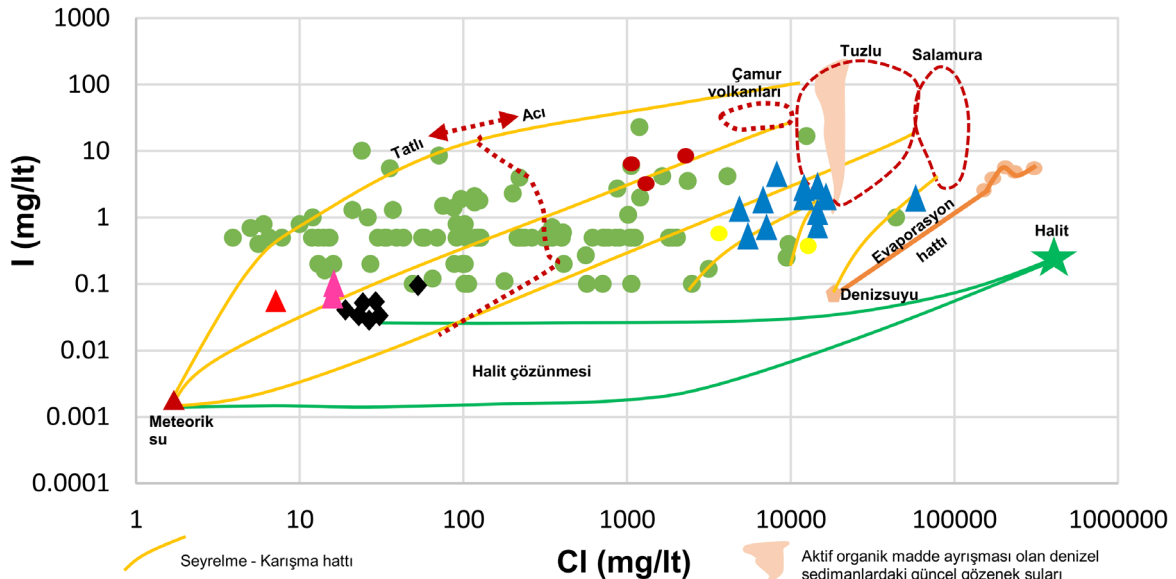 1000
100
10
1
0.1
0.01
0.001
0.0001
I (mg/lt)
Tuzlu
Salamura
Çamur
volkanları
Acı
Tatlı
Evaporasyon
hattı
Halit
Denizsuyu
Halit çözünmesi
Meteorik
su
1
10
100
1000
10000
100000
1000000
Cl (mg/lt)
Seyrelme - Karışma hattı
Aktif organik madde ayrışması olan denizel
sedimanlardaki güncel gözenek suları